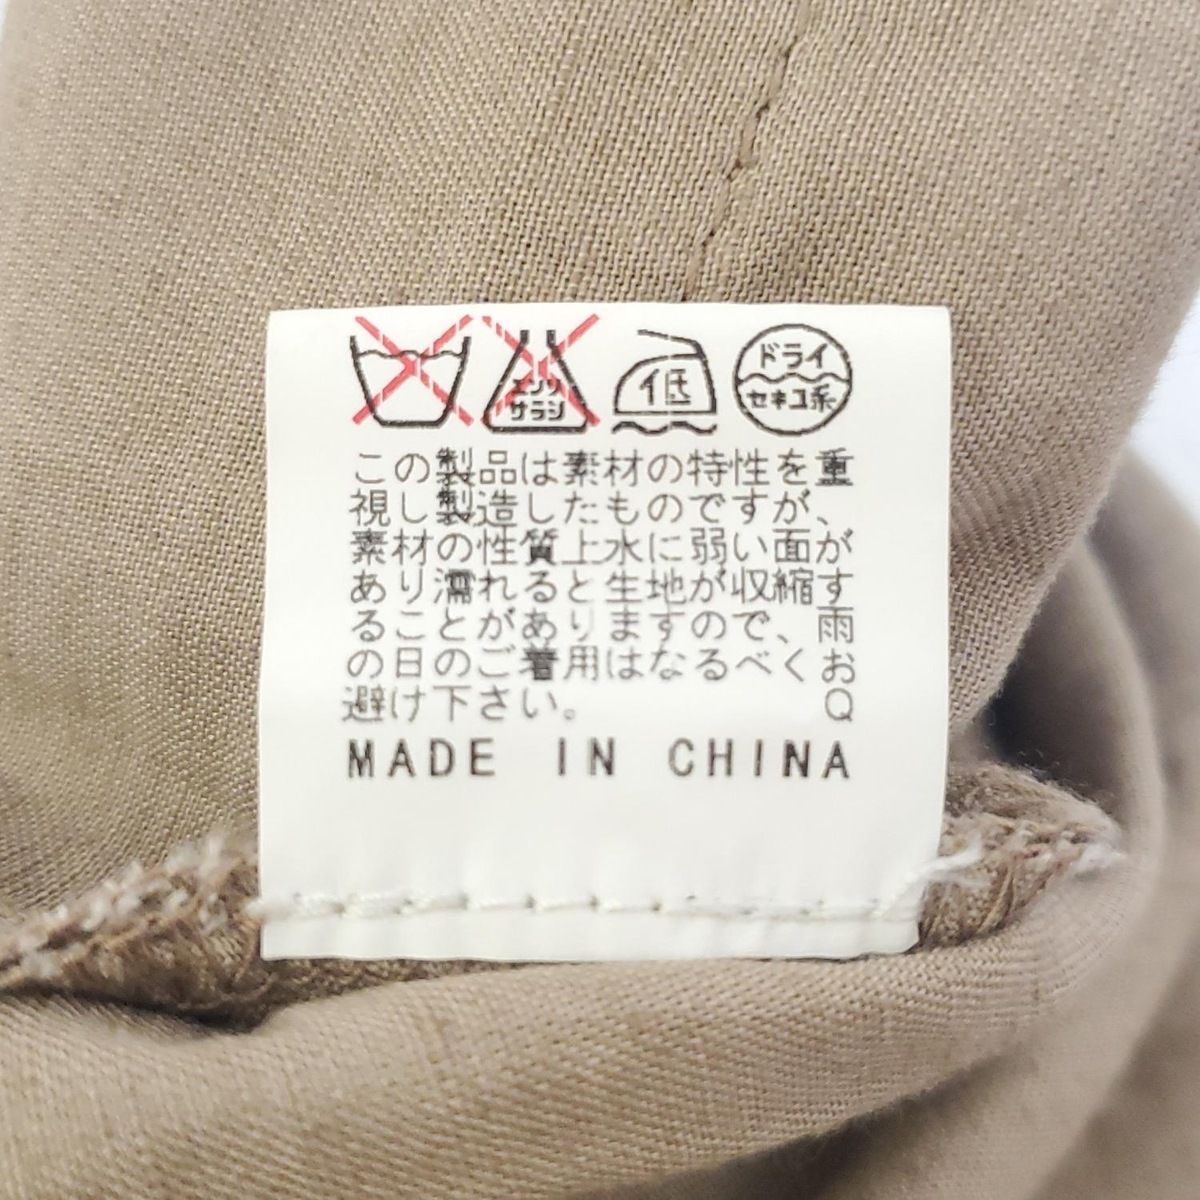 エンソ
サラシ
低
ドライ
セキユ系
この製品は素材の特性を重
視し製造したものですが、
素材の性質上水に弱い面が
あり濡れると生地が収縮す
ることがありますので、雨
の日のご着用はなるべくお
避け下さい。 Q
MADE IN CHINA